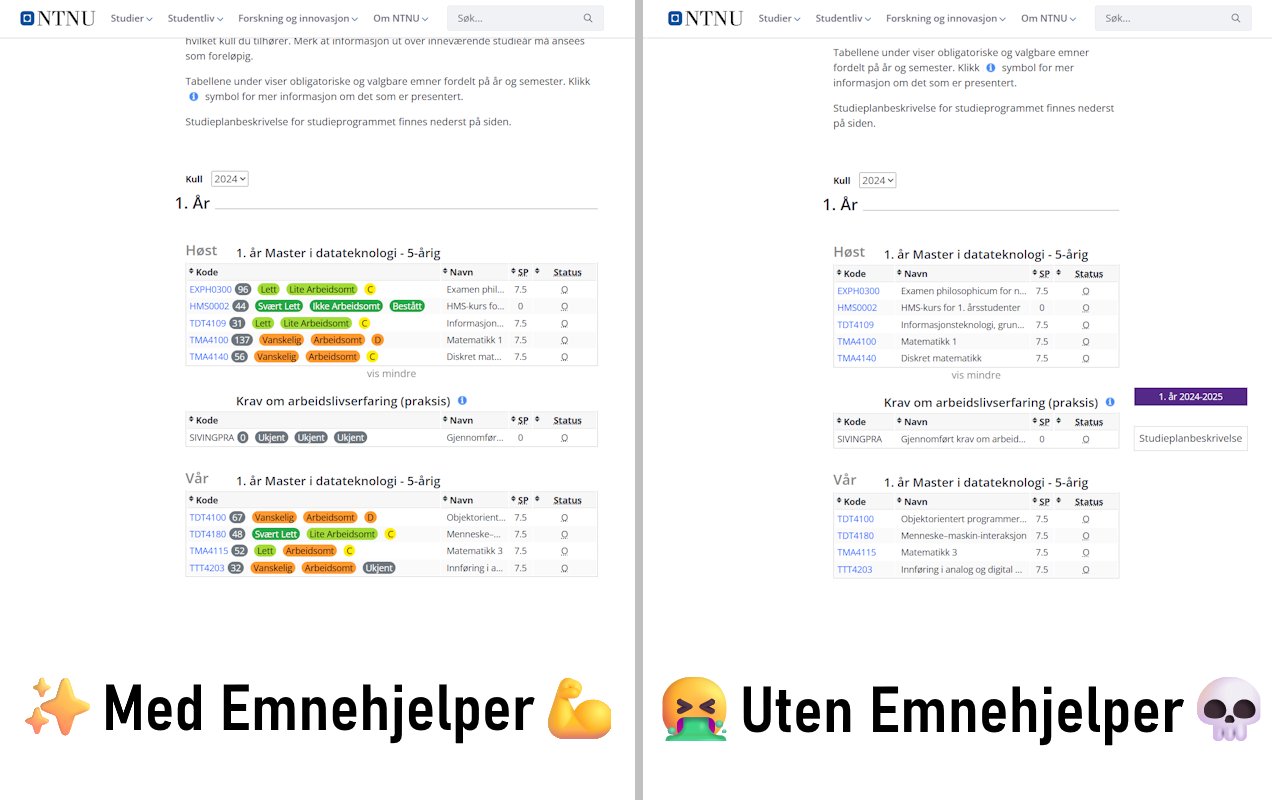 NTNU Studier Studentliv Forskning og innovasjon Om NTNU Søk...
hvilket kull du tilhører. Merk at informasjon ut over inneværende studieår må ansees
som foreløpig.
Tabellene under viser obligatoriske og valgbare emner fordelt på år og semester. Klikk
symbol for mer informasjon om det som er presentert.
Studieplanbeskrivelse for studieprogrammet finnes nederst på siden.
Kull 2024
1. År
Høst 1. år Master i datateknologi - 5-årig
Kode Navn SP Status
EXPH0300 96 Lett Lite Arbeidsomt C Examen phil... 7.5 O
HMS0002 44 Svært Lett Ikke Arbeidsomt Bestått HMS-kurs fo... 0 O
TDT4109 31 Lett Lite Arbeidsomt C Informasjon... 7.5 O
TMA4100 137 Vanskelig Arbeidsomt D Matematikk 1 7.5 O
TMA4140 56 Vanskelig Arbeidsomt C Diskret mat... 7.5 O
vis mindre
Krav om arbeidslivserfaring (praksis)
Kode Navn SP Status
SIVINGPRA 0 Ukjent Ukjent Ukjent Gjennomfør... 0 O
Vår 1. år Master i datateknologi - 5-årig
Kode Navn SP Status
TDT4100 67 Vanskelig Arbeidsomt D Objektorient... 7.5 O
TDT4180 48 Svært Lett Lite Arbeidsomt C Menneske–... 7.5 O
TMA4115 52 Lett Arbeidsomt C Matematikk 3 7.5 O
TTT4203 32 Vanskelig Arbeidsomt Ukjent Innføring i a... 7.5 O
Med Emnehjelper
NTNU Studier Studentliv Forskning og innovasjon Om NTNU Søk...
Tabellene under viser obligatoriske og valgbare emner
fordelt på år og semester. Klikk symbol for mer
informasjon om det som er presentert.
Studieplanbeskrivelse for studieprogrammet finnes nederst
på siden.
Kull 2024
1. År
Høst 1. år Master i datateknologi - 5-årig
Kode Navn SP Status
EXPH0300 Examen philosophicum for n... 7.5 O
HMS0002 HMS-kurs for 1. årsstudenter 0 O
TDT4109 Informasjonsteknologi, grun... 7.5 O
TMA4100 Matematikk 1 7.5 O
TMA4140 Diskret matematikk 7.5 O
vis mindre
Krav om arbeidslivserfaring (praksis)
Kode Navn SP Status
SIVINGPRA Gjennomført krav om arbeid... 0 O
1. år 2024-2025
Studieplanbeskrivelse
Vår 1. år Master i datateknologi - 5-årig
Kode Navn SP Status
TDT4100 Objektorientert programmer... 7.5 O
TDT4180 Menneske–maskin-interaksjon 7.5 O
TMA4115 Matematikk 3 7.5 O
TTT4203 Innføring i analog og digital ... 7.5 O
Uten Emnehjelper